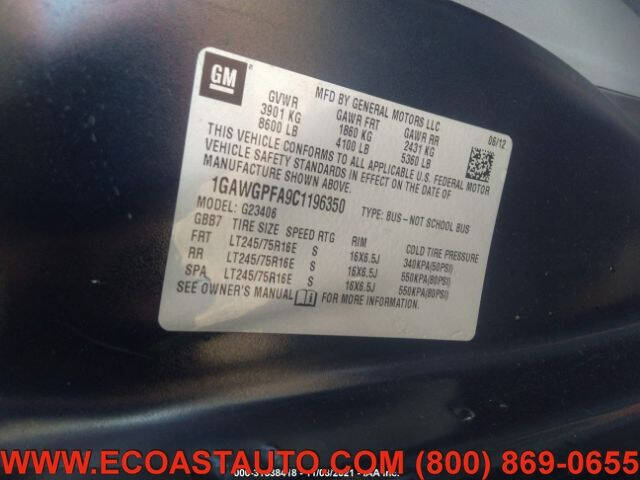 GM
MFD BY GENERAL MOTORS LLC
GVWR GAWR FRT GAWR RR 06/12
3901 KG 1860 KG 2431 KG
8600 LB 4100 LB 5360 LB
THIS VEHICLE CONFORMS TO ALL APPLICABLE U.S. FEDERAL MOTOR
VEHICLE SAFETY STANDARDS IN EFFECT ON THE DATE OF
MANUFACTURE SHOWN ABOVE.
1GAWGPFA9C1196350 TYPE: BUS-NOT SCHOOL BUS
MODEL: G23406
GBB7 TIRE SIZE SPEED RTG RIM COLD TIRE PRESSURE
FRT LT245/75R16E S 16X6.5J 340KPA(50PSI)
RR LT245/75R16E S 16X6.5J 550KPA(80PSI)
SPA LT245/75R16E S 16X6.5J 550KPA(80PSI)
SEE OWNER'S MANUAL FOR MORE INFORMATION.
WWW.ECOASTAUTO.COM (800) 869-0655